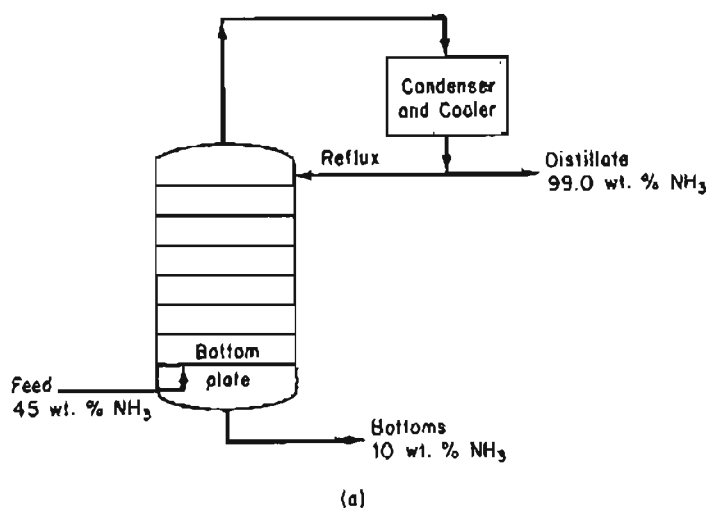 Condenser
and Cooler
Reflux
Distillate
99.0 wt. % NH3
Bottom
plate
Feed
45 wt. % NH3
Bottoms
10 wt. % NH3
(a)